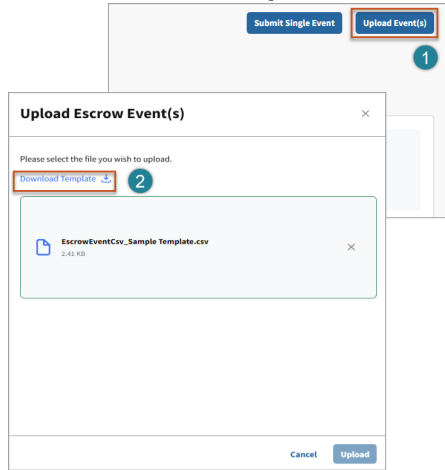 Submit Single Event
Upload Event(s)
1
Upload Escrow Event(s)
Please select the file you wish to upload.
Download Template
2
EscrowEventCsv_Sample Template.csv
2.41 KB
Cancel
Upload